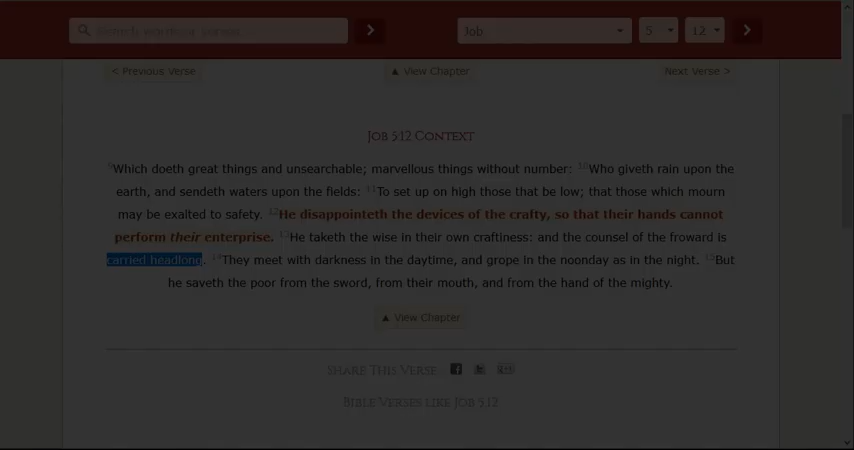 Job 5 12
< Previous Verse ▲ View Chapter Next Verse >
Job 5:12 Context
9Which doeth great things and unsearchable; marvellous things without number: 10Who giveth rain upon the
earth, and sendeth waters upon the fields: 11To set up on high those that be low; that those which mourn
may be exalted to safety. 12He disappointeth the devices of the crafty, so that their hands cannot
perform their enterprise. 13He taketh the wise in their own craftiness: and the counsel of the froward is
carried headlong. 14They meet with darkness in the daytime, and grope in the noonday as in the night. 15But
he saveth the poor from the sword, from their mouth, and from the hand of the mighty.
▲ View Chapter
Share This Verse
Bible Verses Like Job 5:12